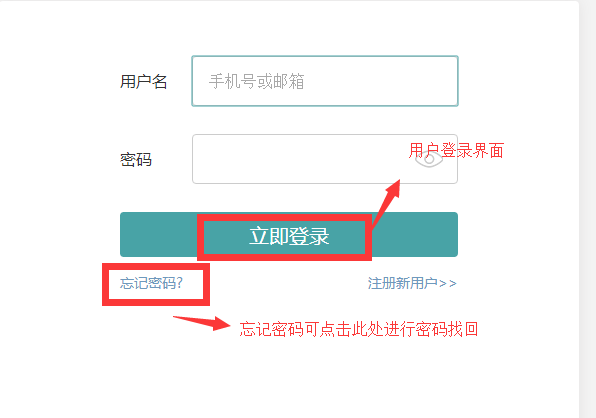 用户名
手机号或邮箱
用户登录界面
密码
立即登录
忘记密码?
注册新用户>>
忘记密码可点击此处进行密码找回